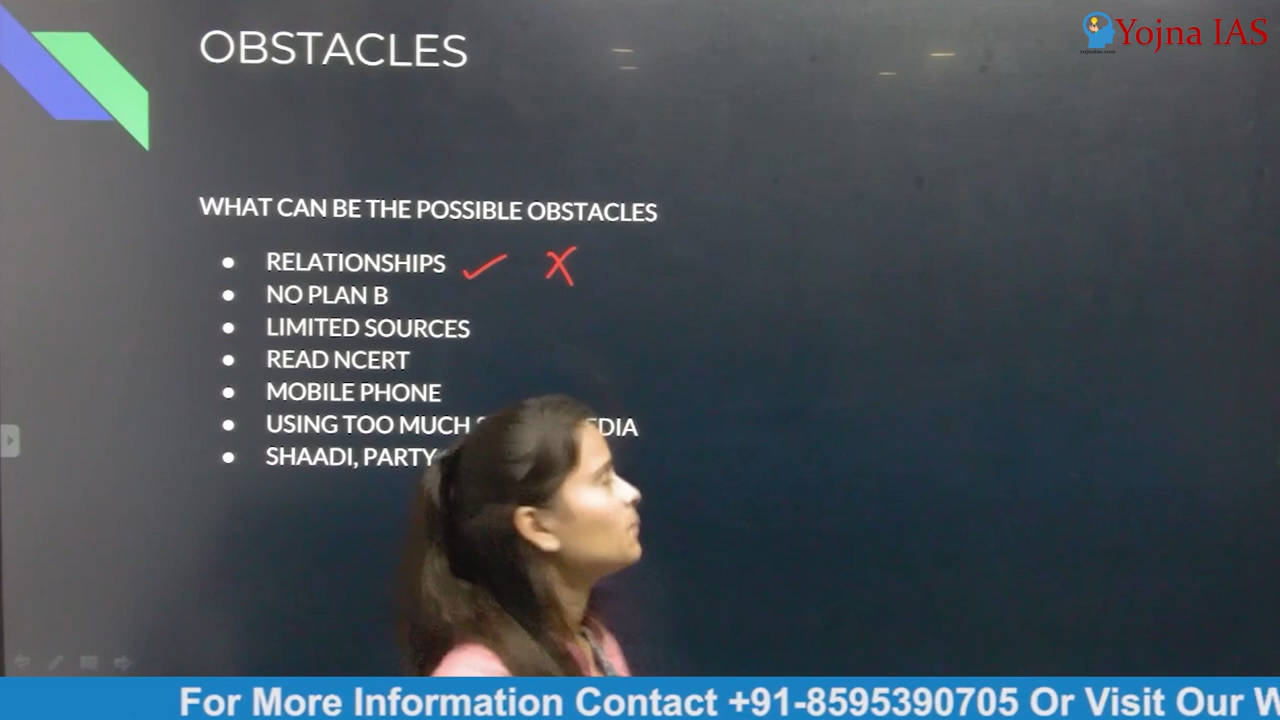 OBSTACLES
Yojna IAS
WHAT CAN BE THE POSSIBLE OBSTACLES
● RELATIONSHIPS ✓ X
● NO PLAN B
● LIMITED SOURCES
● READ NCERT
● MOBILE PHONE
● USING TOO MUCH
● SHAADI, PARTY
For More Information Contact +91-8595390705 Or Visit Our W